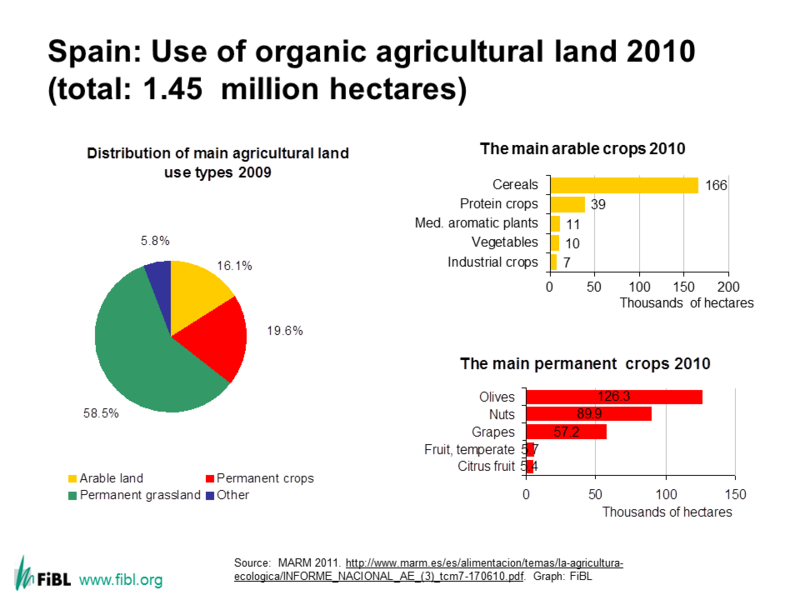 Spain: Use of organic agricultural land 2010
(total: 1.45  million hectares)
Distribution of main agricultural land
use types 2009
5.8%
16.1%
19.6%
58.5%
Arable land
Permanent crops
Permanent grassland
Other
The main arable crops 2010
Cereals 166
Protein crops 39
Med. aromatic plants 11
Vegetables 10
Industrial crops 7
0 50 100 150 200
Thousands of hectares
The main permanent crops 2010
Olives 126.3
Nuts 89.9
Grapes 57.2
Fruit, temperate 5.7
Citrus fruit 5.4
0 50 100 150
Thousands of hectares
FiBL www.fibl.org
Source: MARM 2011. http://www.marm.es/es/alimentacion/temas/la-agricultura-
ecologica/INFORME_NACIONAL_AE_(3)_tcm7-170610.pdf. Graph: FiBL